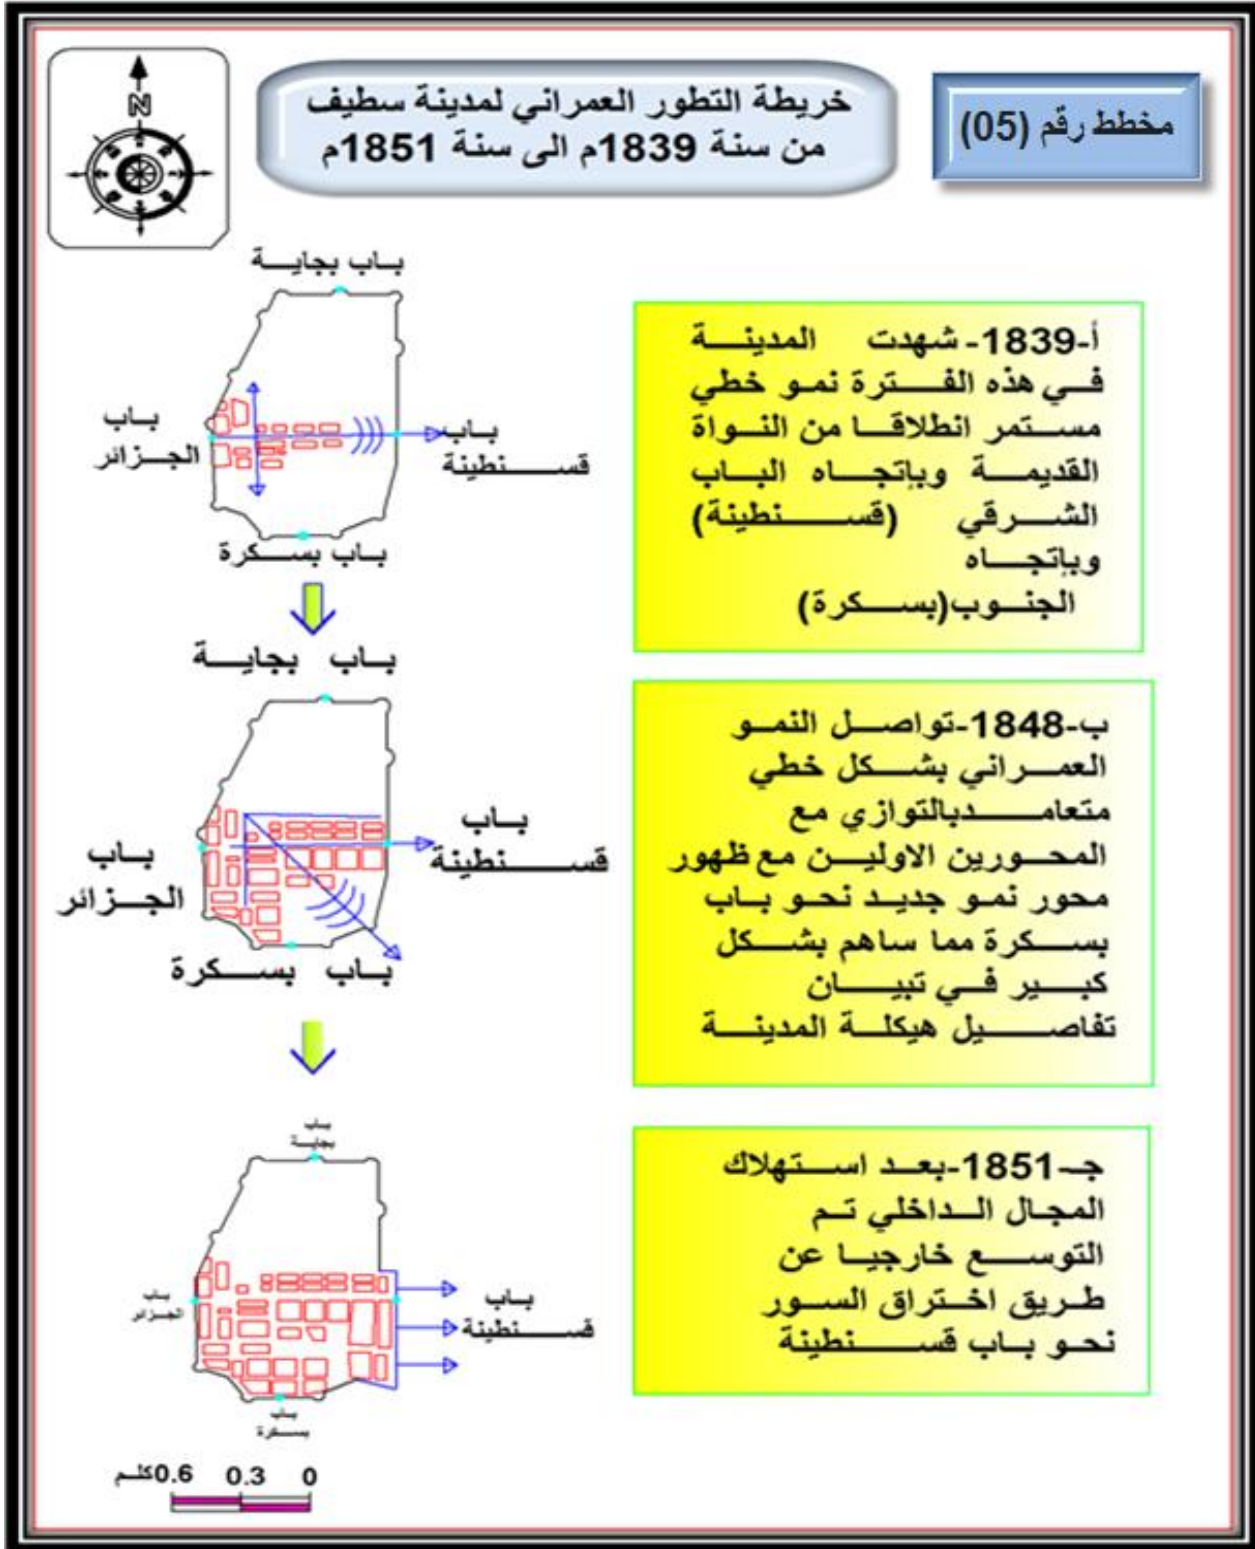 مخطط رقم (05)
خريطة التطور العمراني لمدينة سطيف
من سنة 1839م الى سنة 1851م
N
باب بجاية
باب
الجزائر
باب
قسنطينة
باب بسكرة
أ-1839- شهدت المدينة
في هذه الفترة نمو خطي
مستمر انطلاقا من النواة
القديمة وبإتجاه الباب
الشرقي (قسنطينة)
وبإتجاه
الجنوب(بسكرة)
باب بجاية
باب
الجزائر
باب
قسنطينة
باب بسكرة
ب-1848-تواصل النمو
العمراني بشكل خطي
متعامدبالتوازي مع
المحورين الاولين مع ظهور
محور نمو جديد نحو باب
بسكرة مما ساهم بشكل
كبير في تبيان
تفاصيل هيكلة المدينة
باب
بجاية
باب
الجزائر
باب
قسنطينة
باب
بسكرة
جـ-1851-بعد استهلاك
المجال الداخلي تم
التوسع خارجيا عن
طريق اختراق السور
نحو باب قسنطينة
0 0.3 0.6كلم